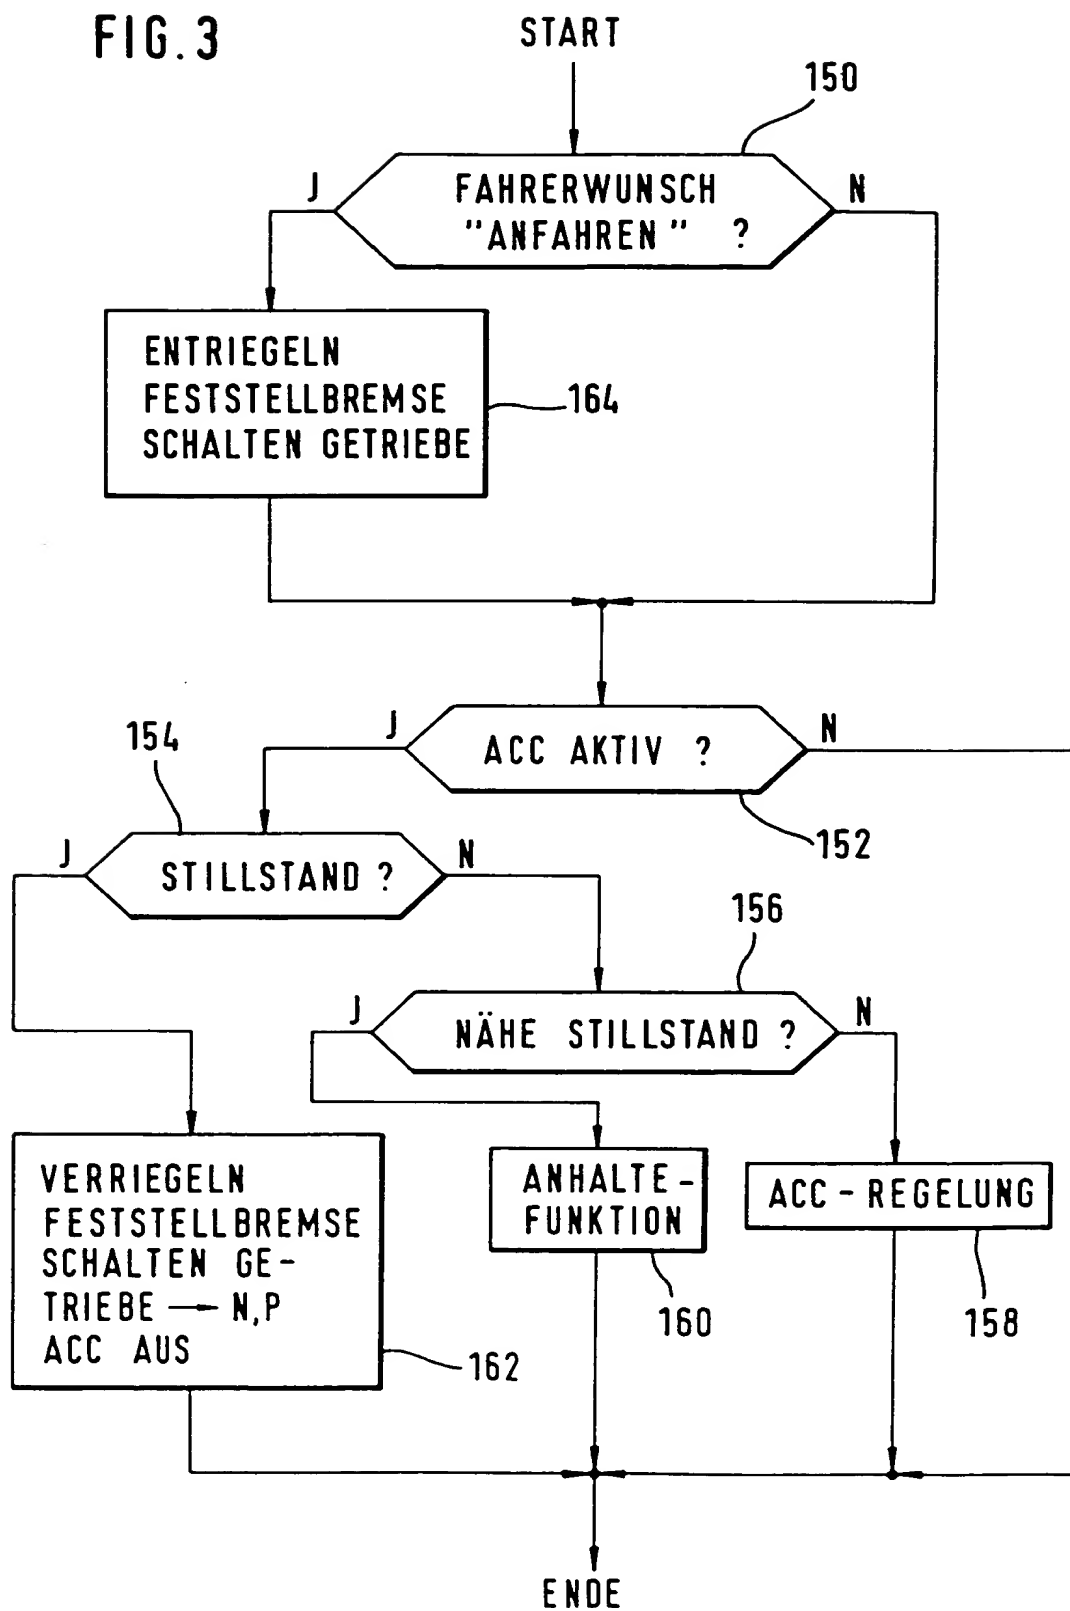 FIG. 3
START
150
J
FAHRERWUNSCH
N
"ANFAHREN" ?
ENTRIEGELN
FESTSTELLBREMSE
SCHALTEN GETRIEBE
164
J
ACC AKTIV ?
N
152
154
J
STILLSTAND ?
N
156
J
NÄHE STILLSTAND ?
N
VERRIEGELN
FESTSTELLBREMSE
SCHALTEN GE-
TRIEBE → N,P
ACC AUS
162
ANHALTE-
FUNKTION
160
ACC - REGELUNG
158
ENDE